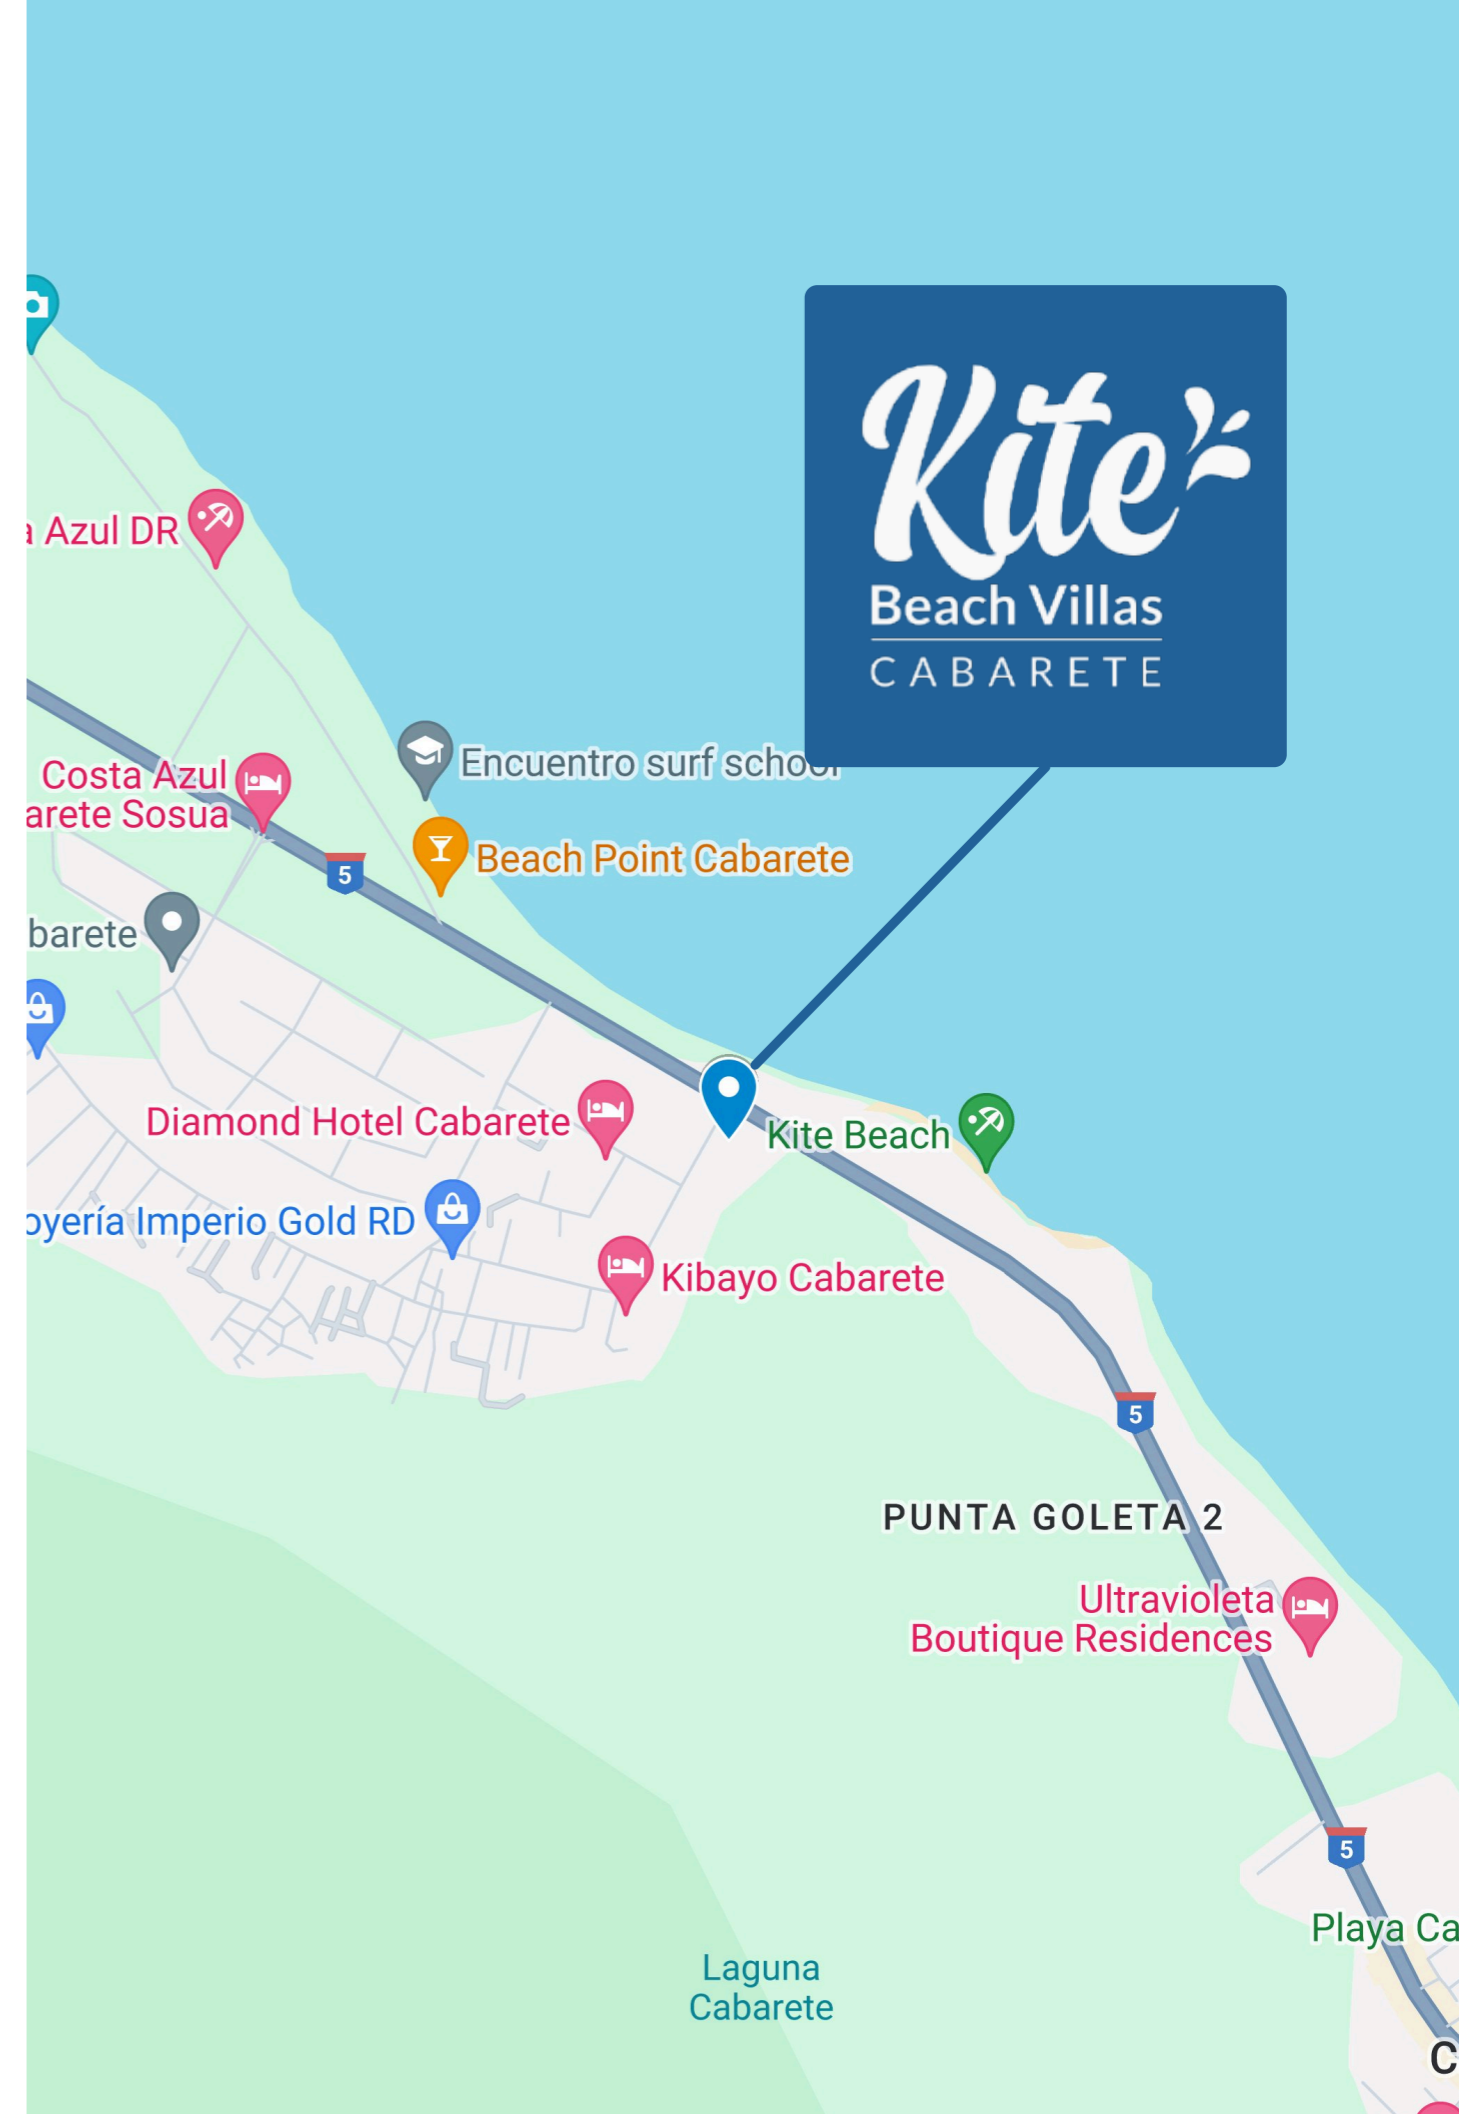 Kite
Beach Villas
CABARETE
Azul DR
Encuentro surf school
Costa Azul
arete Sosua
5
Beach Point Cabarete
barete
Diamond Hotel Cabarete
Kite Beach
oyería Imperio Gold RD
Kibayo Cabarete
5
PUNTA GOLETA 2
Ultravioleta
Boutique Residences
5
Playa Ca
Laguna
Cabarete
C